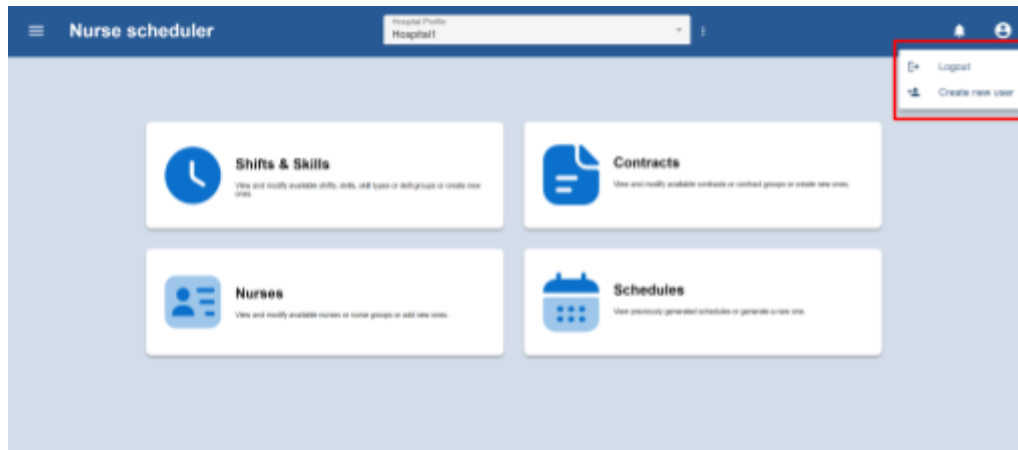 Nurse scheduler
Hospital Profile
Hospital1
Logout
Create new user
Shifts & Skills
View and modify available shifts, skills, skill types or skill groups or create new
ones.
Contracts
View and modify available contracts or contract groups or create new ones.
Nurses
View and modify available nurses or nurse groups or add new ones.
Schedules
View previously generated schedules or generate a new one.